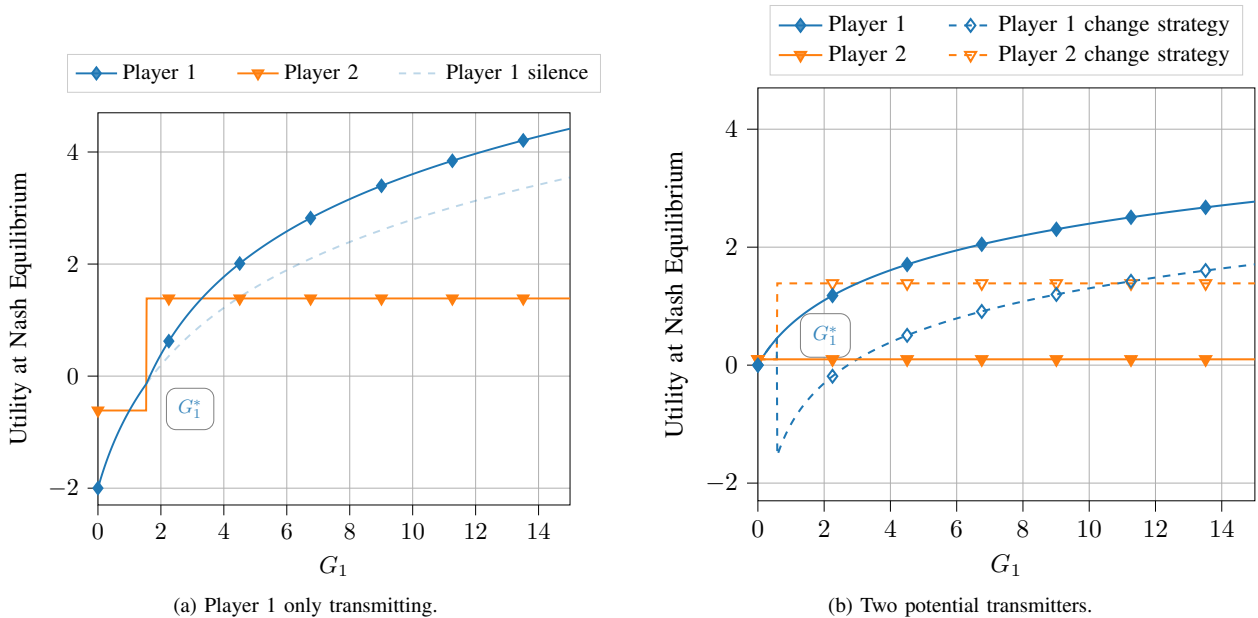 Player 1 Player 2 Player 1 silence
Utility at Nash Equilibrium
4
2
0
−2
G₁*
0 2 4 6 8 10 12 14
G₁
(a) Player 1 only transmitting.
Player 1 Player 1 change strategy
Player 2 Player 2 change strategy
Utility at Nash Equilibrium
4
2
0
−2
G₁*
0 2 4 6 8 10 12 14
G₁
(b) Two potential transmitters.